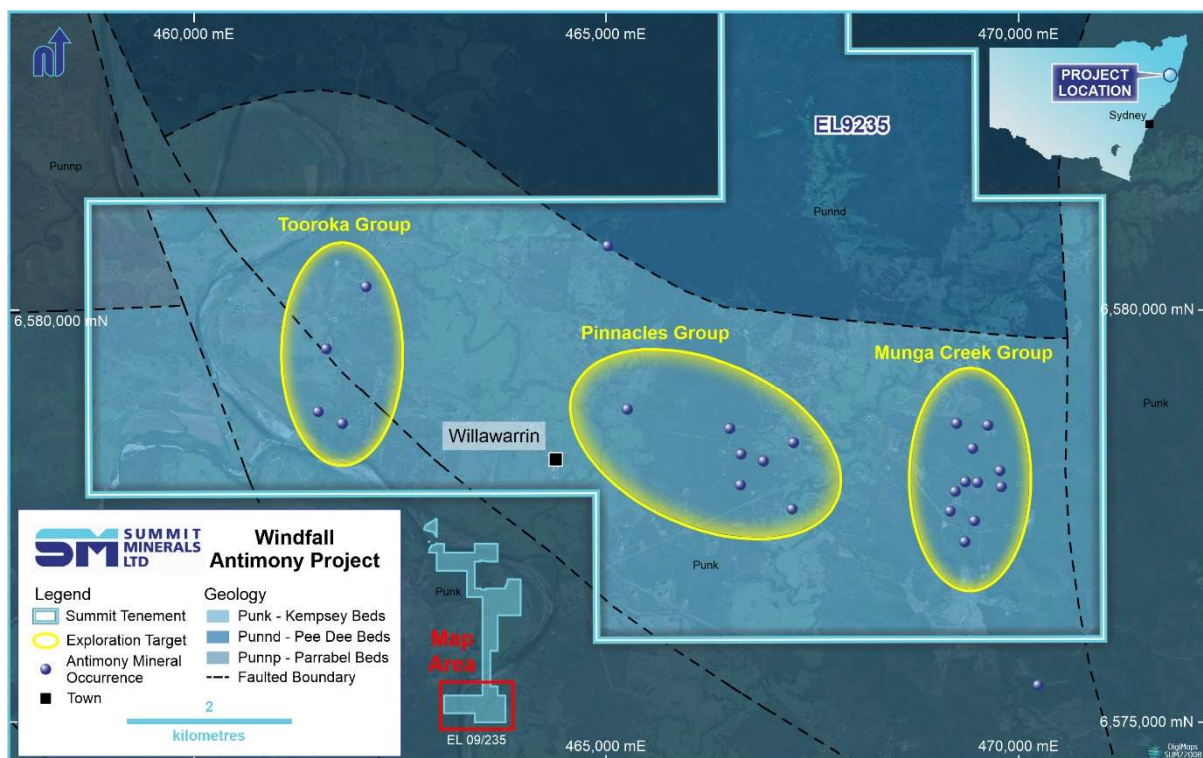 460,000 mE
465,000 mE
470,000 mE
PROJECT
LOCATION
Sydney
EL9235
Punnp
Punnd
Tooroka Group
6,580,000 mN
6,580,000 mN
Pinnacles Group
Munga Creek Group
Punk
Willawarrin
Punk
SM SUMMIT
MINERALS
LTD
Windfall
Antimony Project
Legend
Summit Tenement
Exploration Target
Antimony Mineral
Occurrence
Town
2
kilometres
Geology
Punk - Kempsey Beds
Punnd - Pee Dee Beds
Punnp - Parrabel Beds
Faulted Boundary
Punk
Map
Area
EL 09/235
465,000 mE
470,000 mE
6,575,000 mN
DigiMaps